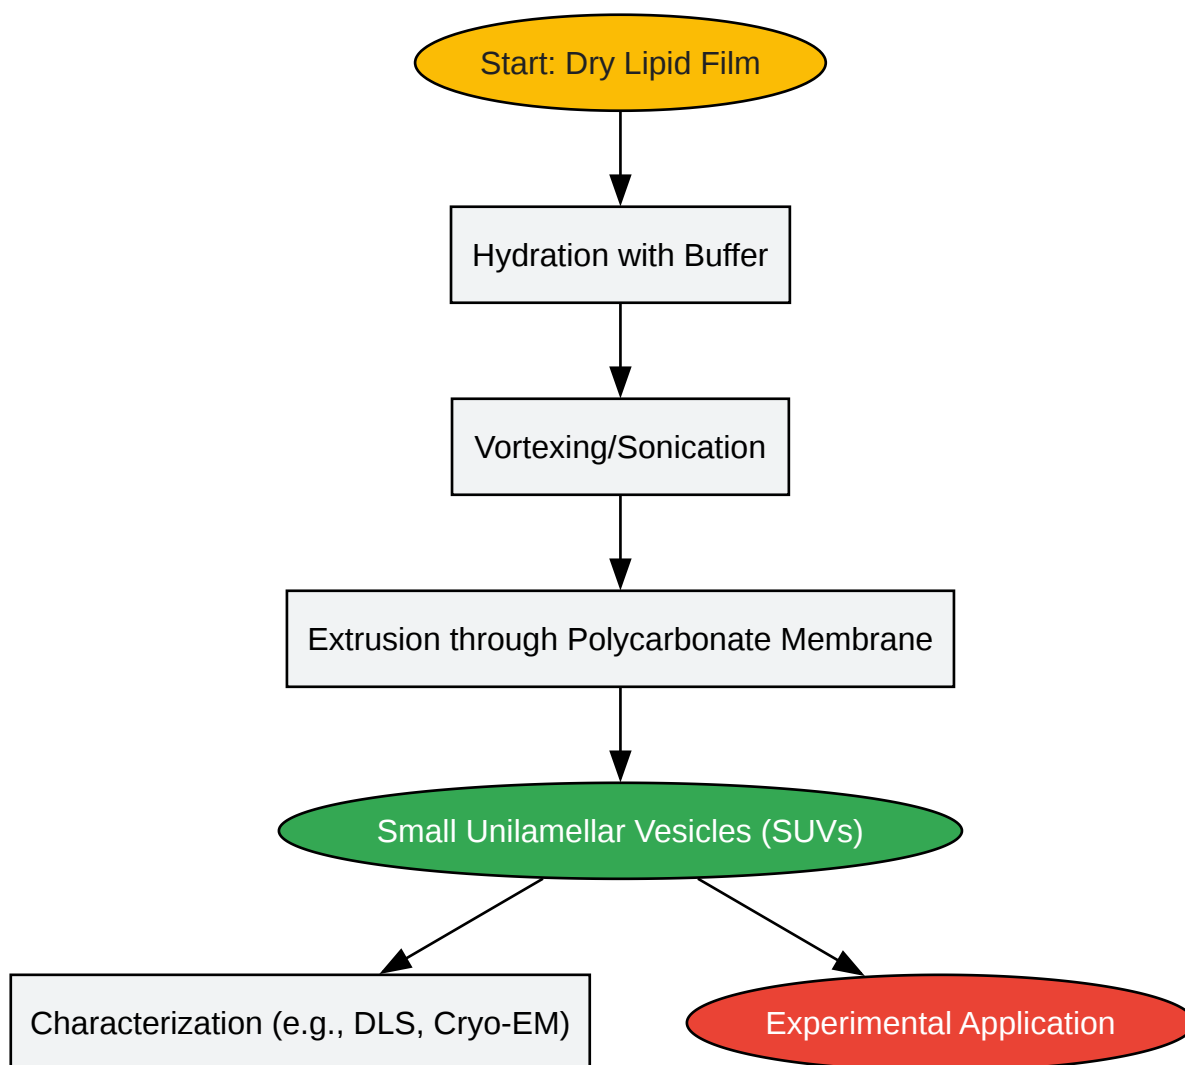 Start: Dry Lipid Film
Hydration with Buffer
Vortexing/Sonication
Extrusion through Polycarbonate Membrane
Small Unilamellar Vesicles (SUVs)
Characterization (e.g., DLS, Cryo-EM)
Experimental Application